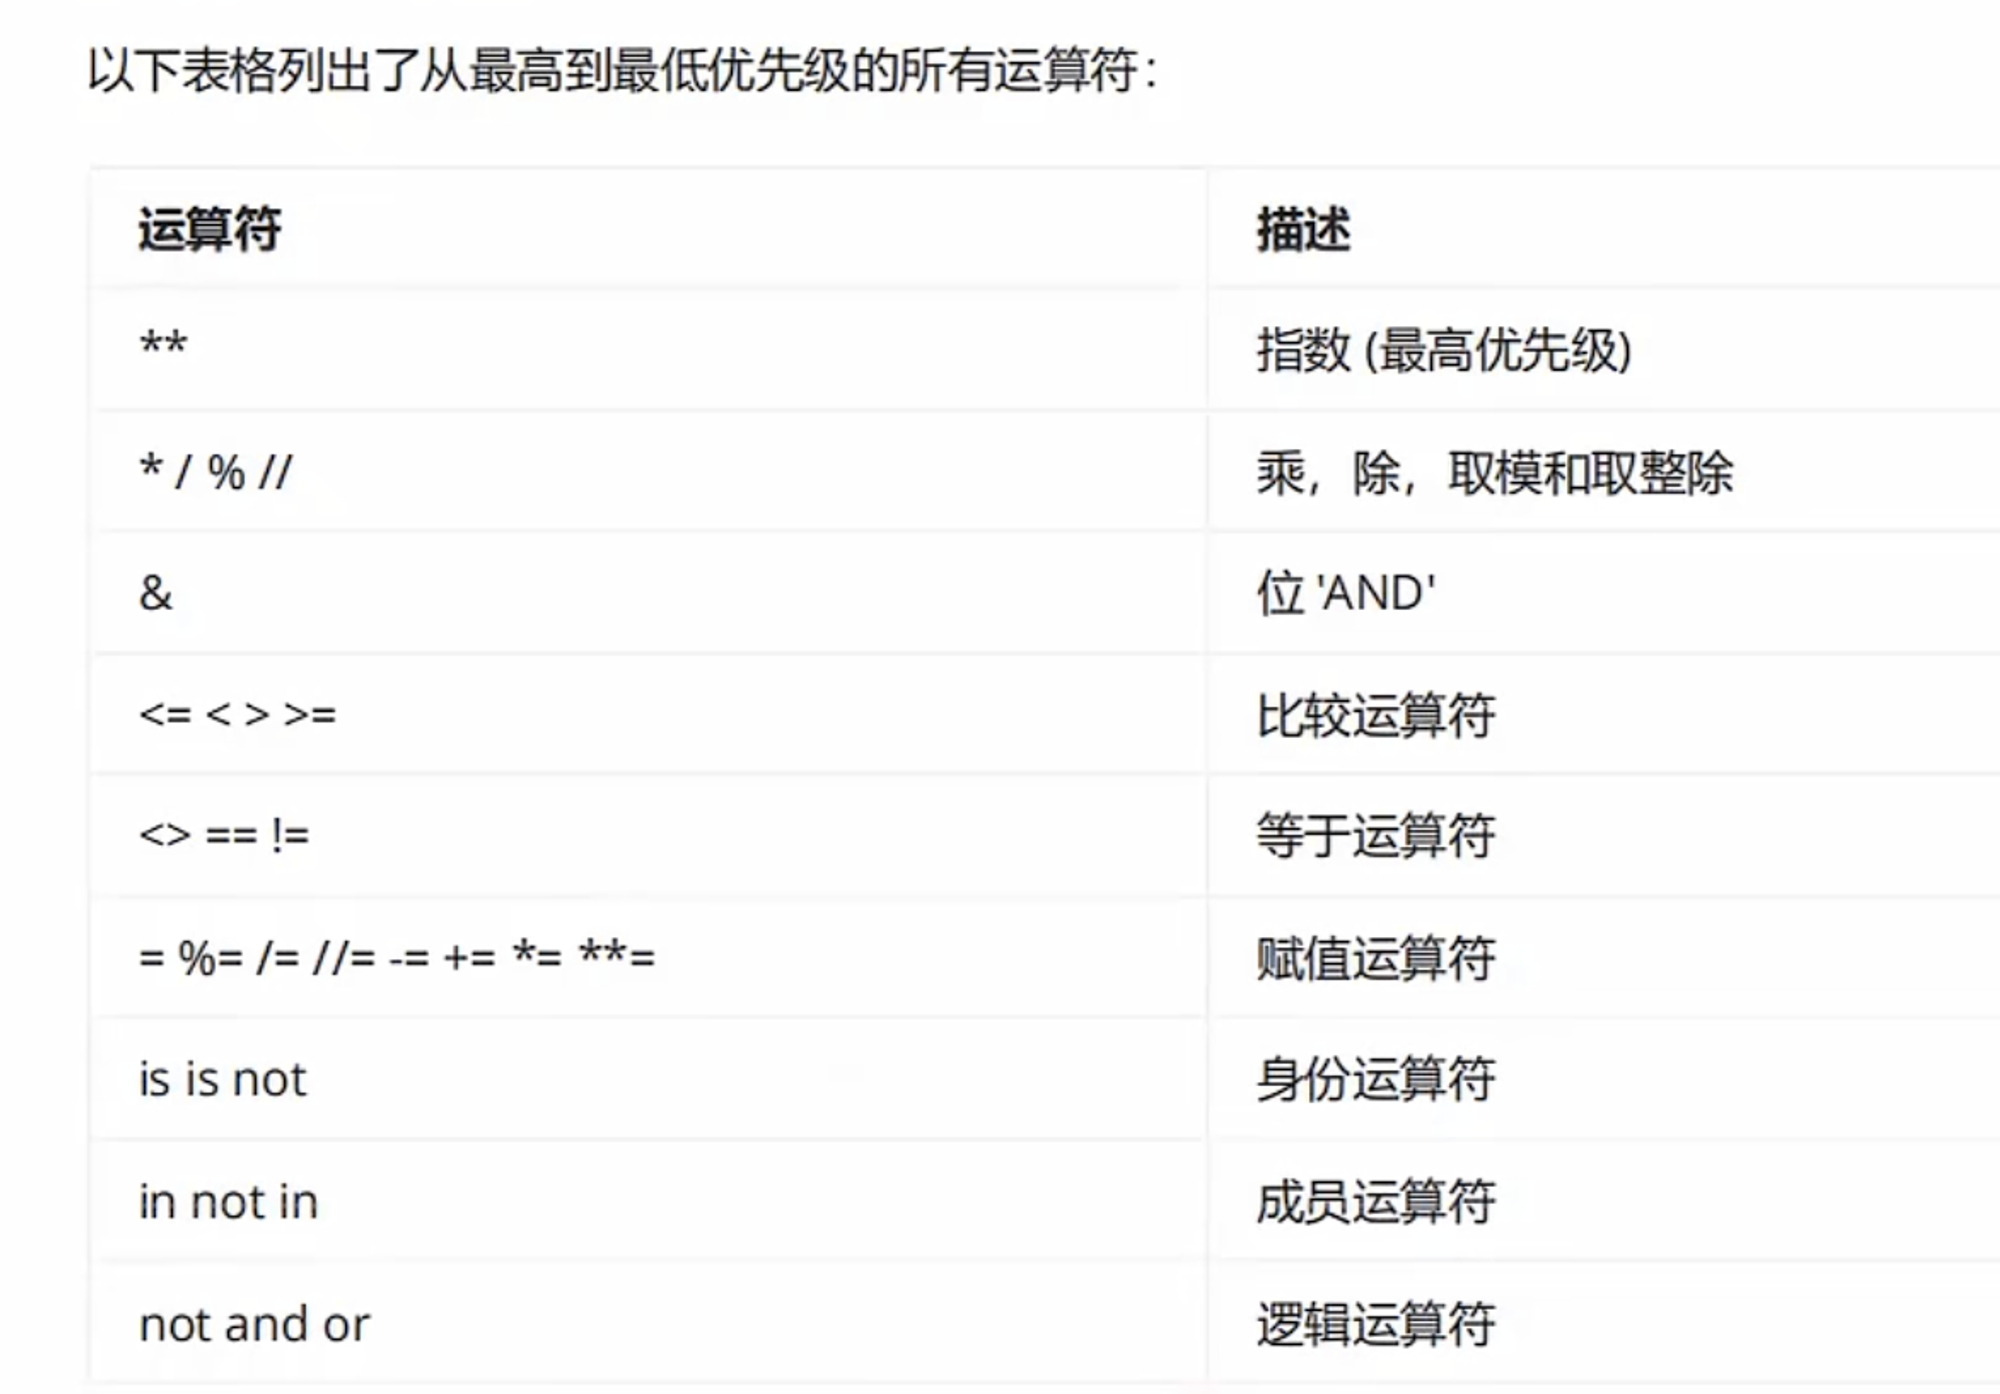 以下表格列出了从最高到最低优先级的所有运算符：
运算符 描述
** 指数 (最高优先级)
* / % // 乘，除，取模和取整除
& 位 'AND'
<= < > >= 比较运算符
<> == != 等于运算符
= %= /= //= -= += *= **= 赋值运算符
is is not 身份运算符
in not in 成员运算符
not and or 逻辑运算符